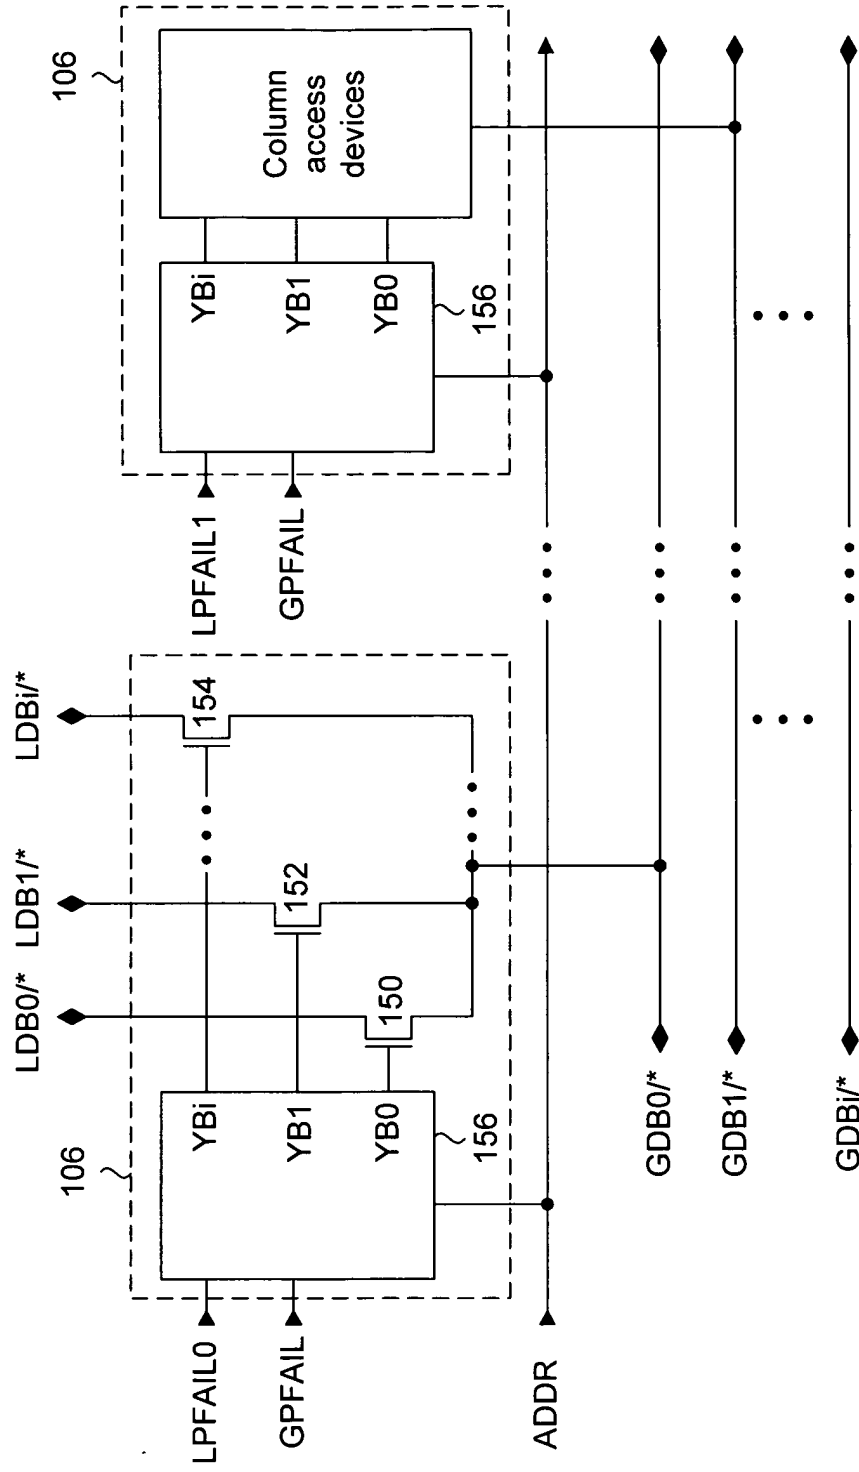 LDB0/*
LDB1/*
LDBi/*
106
YBi
YB1
YB0
150
152
154
156
LPFAIL0
GPFAIL
106
YBi
YB1
YB0
Column
access
devices
156
LPFAIL1
GPFAIL
ADDR
GDB0/*
GDB1/*
GDBi/*